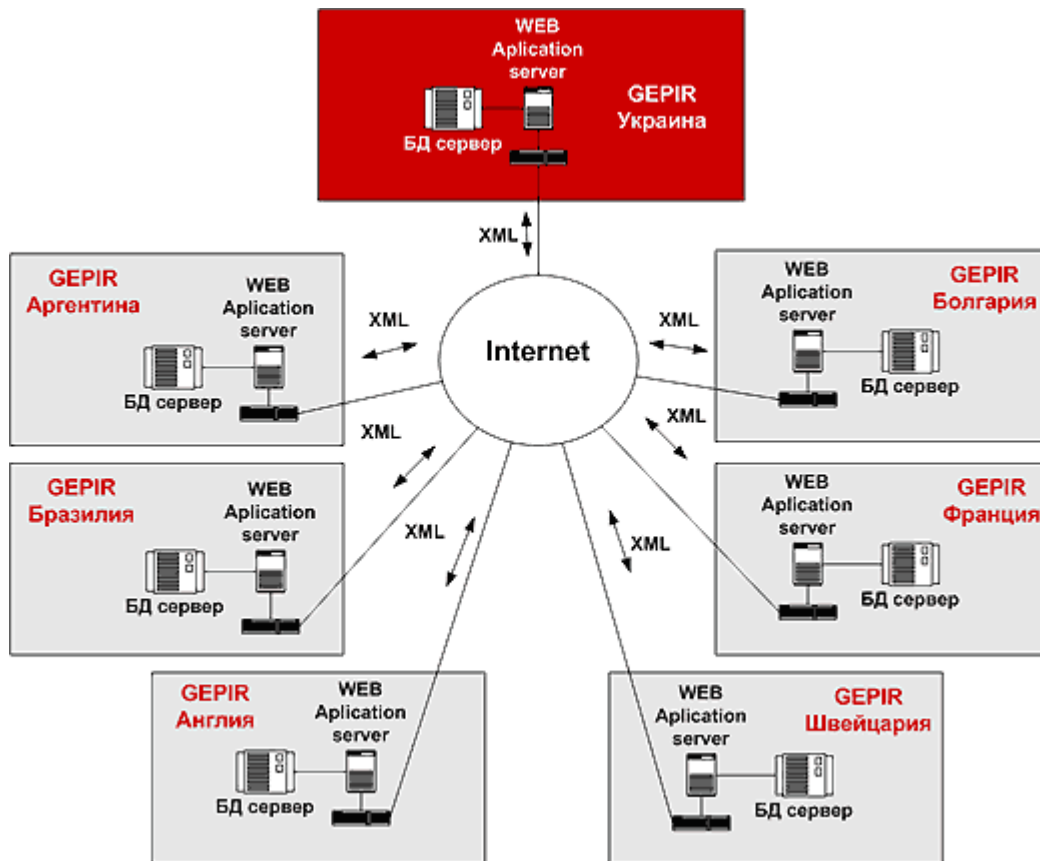 WEB
Aplication
server
GEPIR
Украина
БД сервер
XML
GEPIR
Аргентина
WEB
Aplication
server
БД сервер
XML
Internet
XML
WEB
Aplication
server
GEPIR
Болгария
БД сервер
XML
XML
GEPIR
Бразилия
WEB
Aplication
server
БД сервер
XML
XML
WEB
Aplication
server
GEPIR
Франция
БД сервер
GEPIR
Англия
WEB
Aplication
server
БД сервер
WEB
Aplication
server
GEPIR
Швейцария
БД сервер